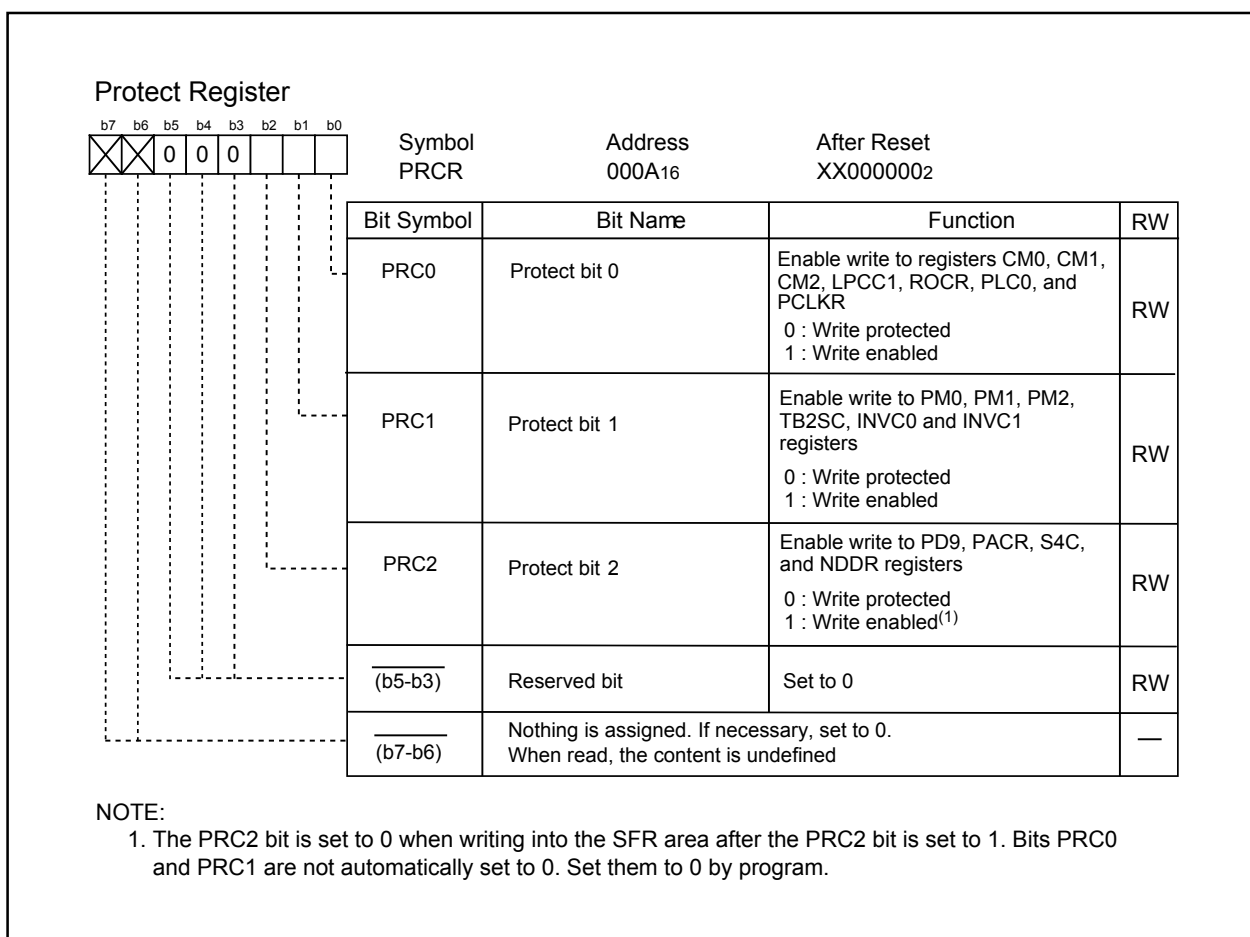 Protect Register
b7 b6 b5 b4 b3 b2 b1 b0
0 0 0
Symbol Address After Reset
PRCR 000A16 XX0000002
Bit Symbol Bit Name Function RW
PRC0 Protect bit 0 Enable write to registers CM0, CM1,
CM2, LPCC1, ROCR, PLC0, and
PCLKR
0 : Write protected
1 : Write enabled
RW
PRC1 Protect bit 1 Enable write to PM0, PM1, PM2,
TB2SC, INVC0 and INVC1
registers
0 : Write protected
1 : Write enabled
RW
PRC2 Protect bit 2 Enable write to PD9, PACR, S4C,
and NDDR registers
0 : Write protected
1 : Write enabled(1)
RW
(b5-b3) Reserved bit Set to 0 RW
(b7-b6) Nothing is assigned. If necessary, set to 0.
When read, the content is undefined
—
NOTE:
1. The PRC2 bit is set to 0 when writing into the SFR area after the PRC2 bit is set to 1. Bits PRC0
and PRC1 are not automatically set to 0. Set them to 0 by program.